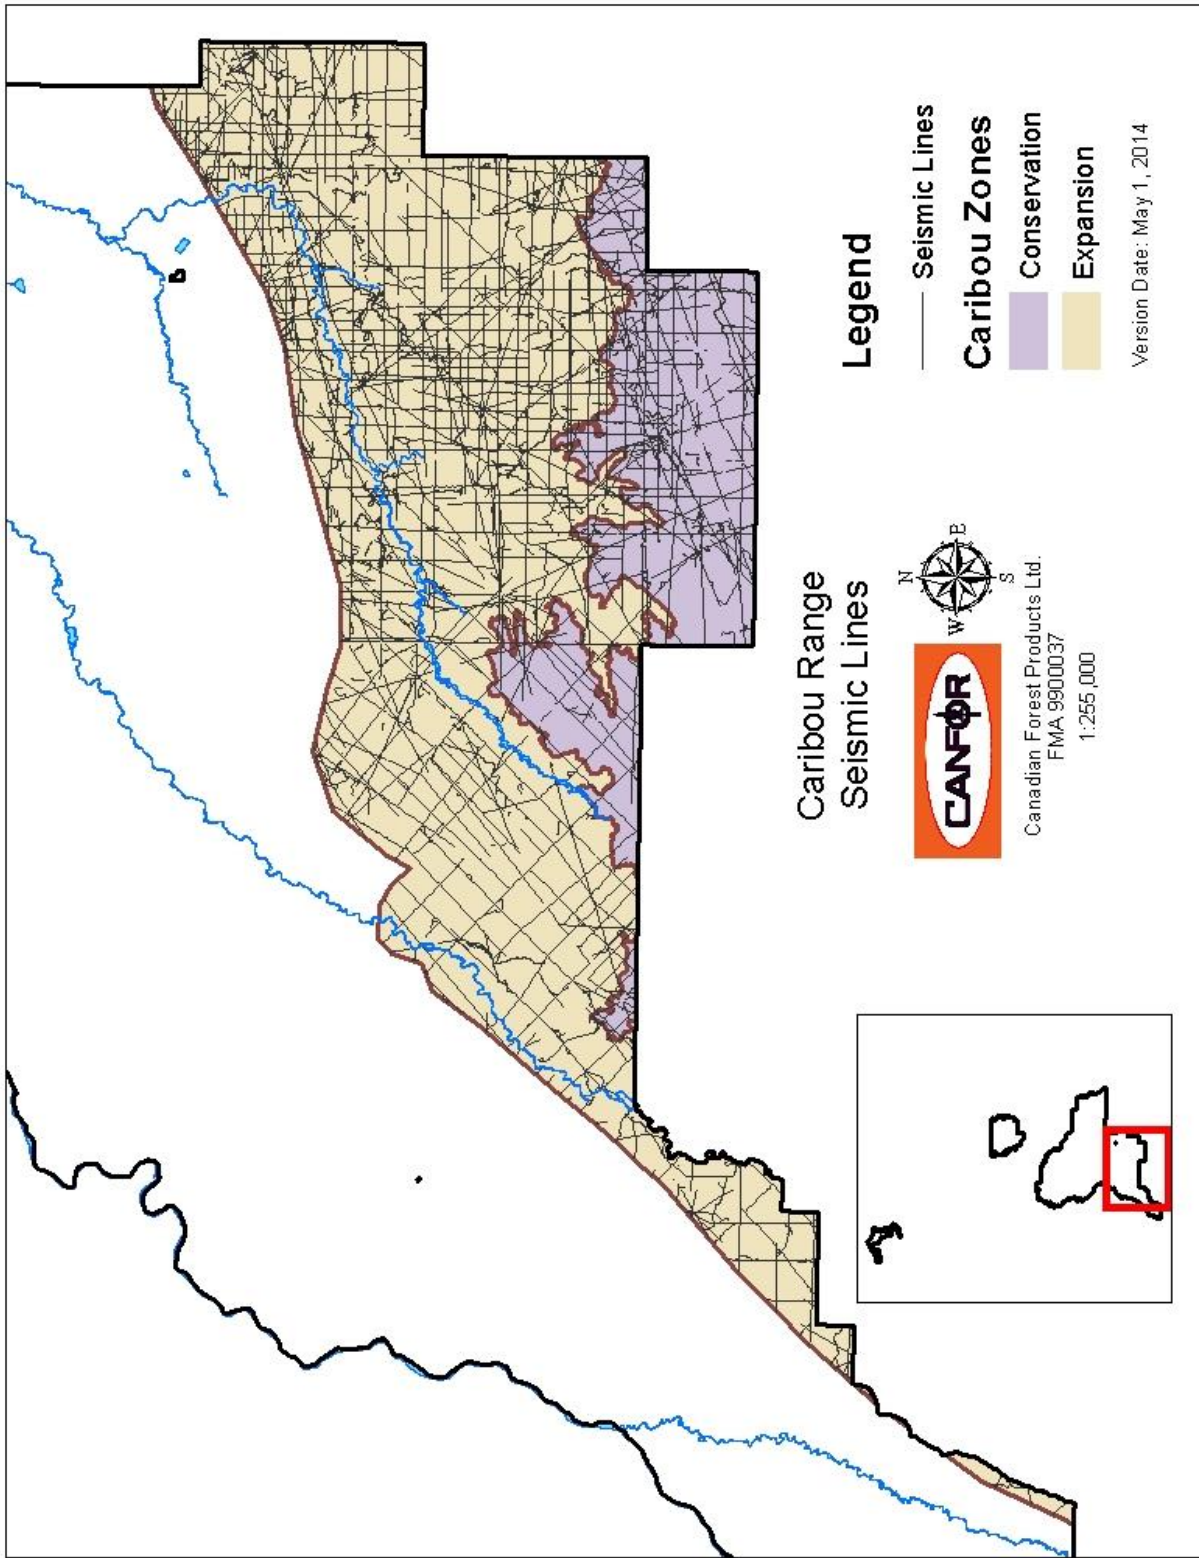 Caribou Range
Seismic Lines
CANFOR
N
W
E
S
Canadian Forest Products Ltd.
FMA 9900037
1:255,000
Legend
Seismic Lines
Caribou Zones
Conservation
Expansion
Version Date: May 1, 2014